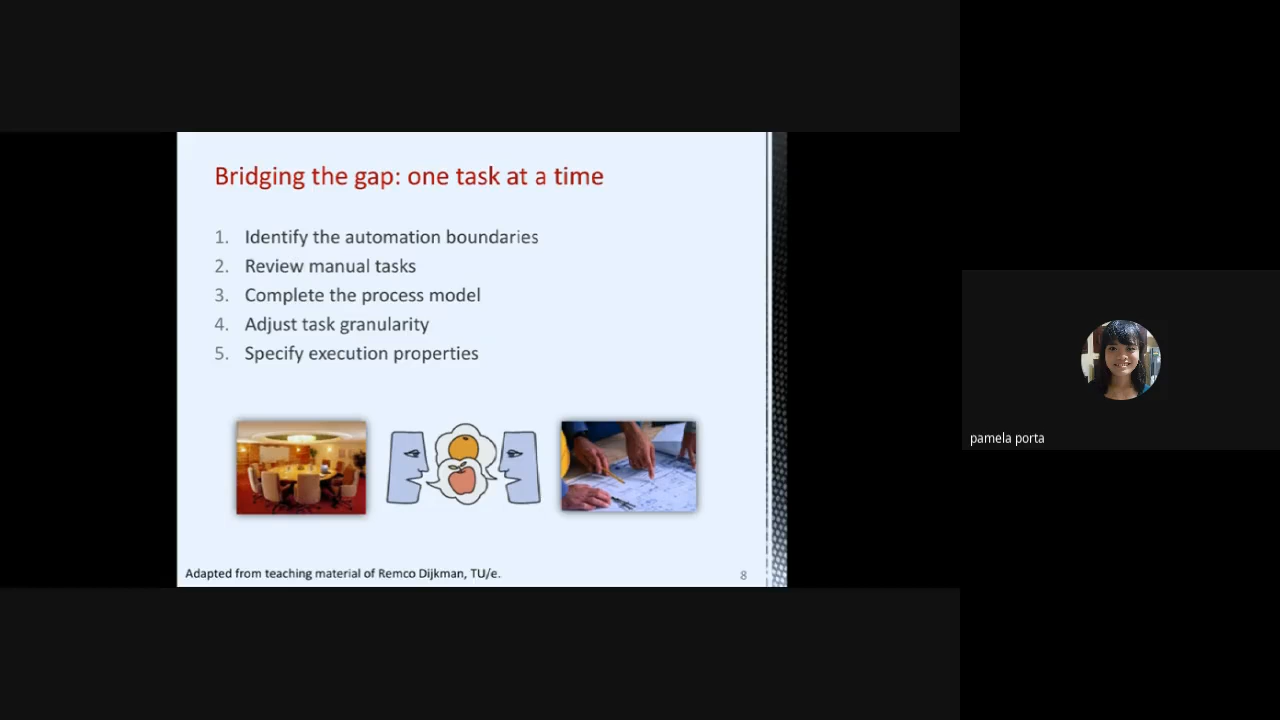 Bridging the gap: one task at a time
1. Identify the automation boundaries
2. Review manual tasks
3. Complete the process model
4. Adjust task granularity
5. Specify execution properties
Adapted from teaching material of Remco Dijkman, TU/e.
8
pamela porta